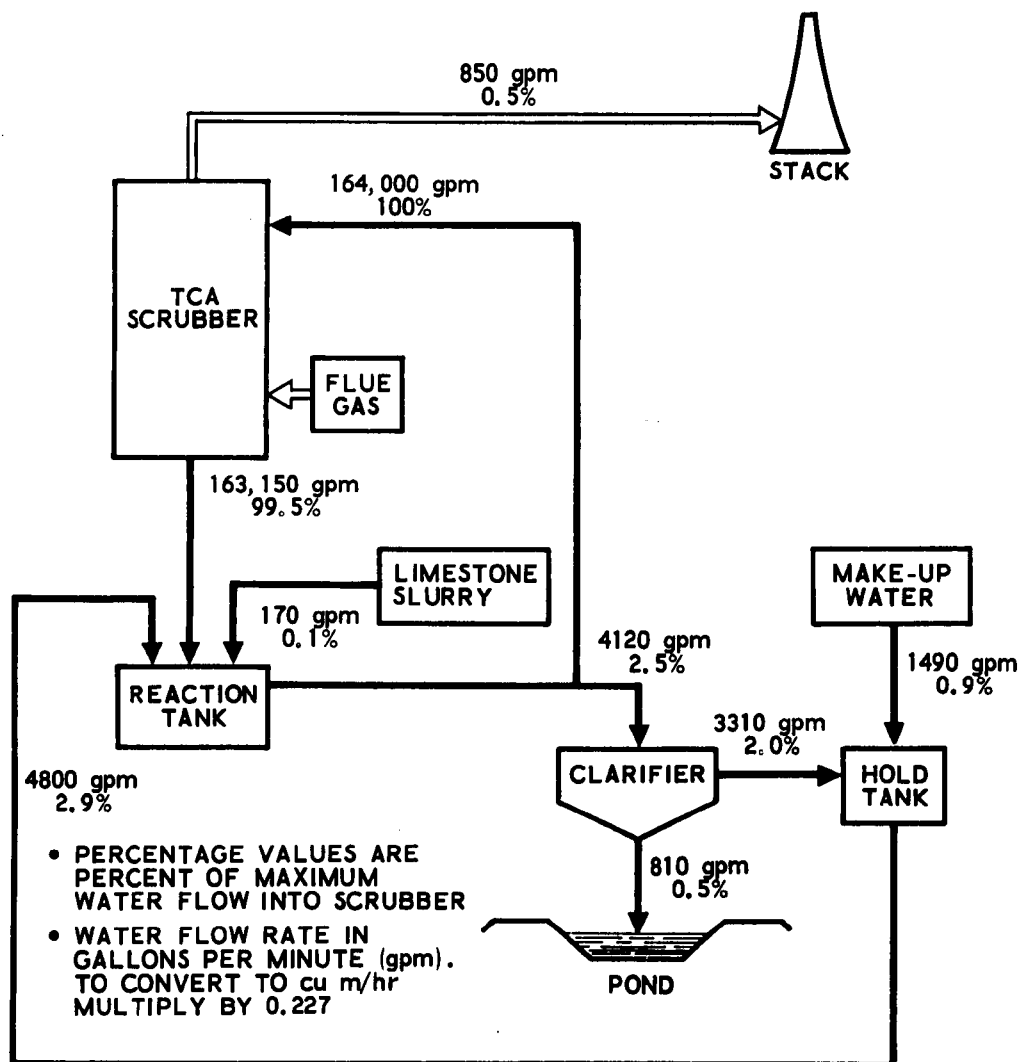 850 gpm
0.5%
STACK
164,000 gpm
100%
TCA
SCRUBBER
FLUE
GAS
163,150 gpm
99.5%
LIMESTONE
SLURRY
MAKE-UP
WATER
170 gpm
0.1%
4120 gpm
2.5%
1490 gpm
0.9%
REACTION
TANK
3310 gpm
2.0%
CLARIFIER
HOLD
TANK
4800 gpm
2.9%
810 gpm
0.5%
• PERCENTAGE VALUES ARE
PERCENT OF MAXIMUM
WATER FLOW INTO SCRUBBER
• WATER FLOW RATE IN
GALLONS PER MINUTE (gpm).
TO CONVERT TO cu m/hr
MULTIPLY BY 0.227
POND